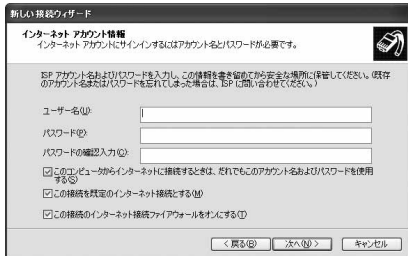 新しい接続ウィザード
インターネット アカウント情報
インターネット アカウントにサインインするにはアカウント名とパスワードが必要です。
ISP アカウント名およびパスワードを入力し、この情報を書き留めてから安全な場所に保管してください。(既存
のアカウント名またはパスワードを忘れてしまった場合は、ISP に問い合わせてください。)
ユーザー名(U):
パスワード(P):
パスワードの確認入力(C):
このコンピュータからインターネットに接続するときは、だれでもこのアカウント名およびパスワードを使用
する(S)
この接続を既定のインターネット接続とする(M)
この接続のインターネット接続ファイアウォールをオンにする(T)
< 戻る(B)
次へ(N) >
キャンセル